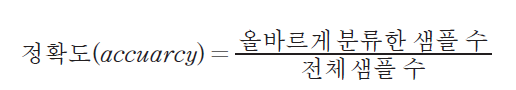 정확도(accuarcy) = 올바르게 분류한 샘플 수
전체 샘플 수